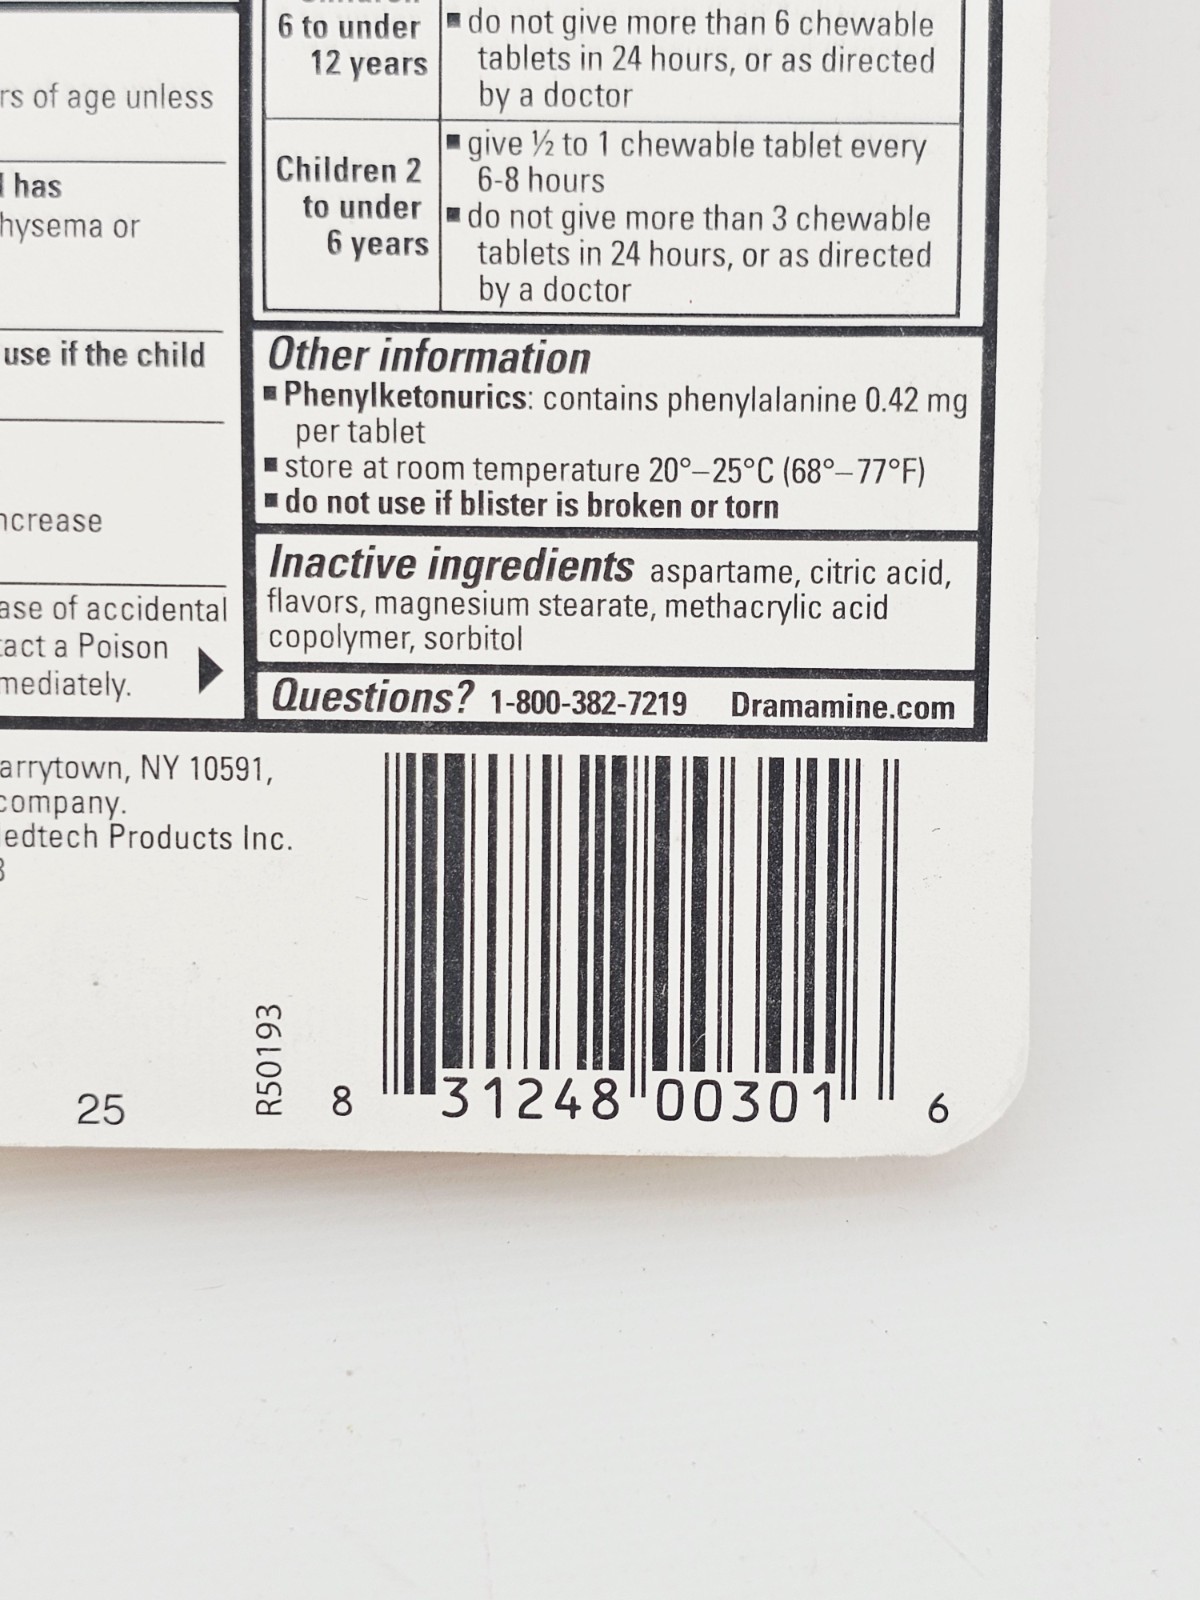 rs of age unless
has
hysema or
use if the child
ncrease
ase of accidental
tact a Poison
mediately.
6 to under
12 years
■ do not give more than 6 chewable
tablets in 24 hours, or as directed
by a doctor
Children 2
to under
6 years
■ give ½ to 1 chewable tablet every
6-8 hours
■ do not give more than 3 chewable
tablets in 24 hours, or as directed
by a doctor
Other information
■ Phenylketonurics: contains phenylalanine 0.42 mg
per tablet
■ store at room temperature 20°–25°C (68°–77°F)
■ do not use if blister is broken or torn
Inactive ingredients aspartame, citric acid,
flavors, magnesium stearate, methacrylic acid
copolymer, sorbitol
Questions? 1-800-382-7219 Dramamine.com
arrytown, NY 10591,
company.
edtech Products Inc.
25
R50193
8 31248 00301 6